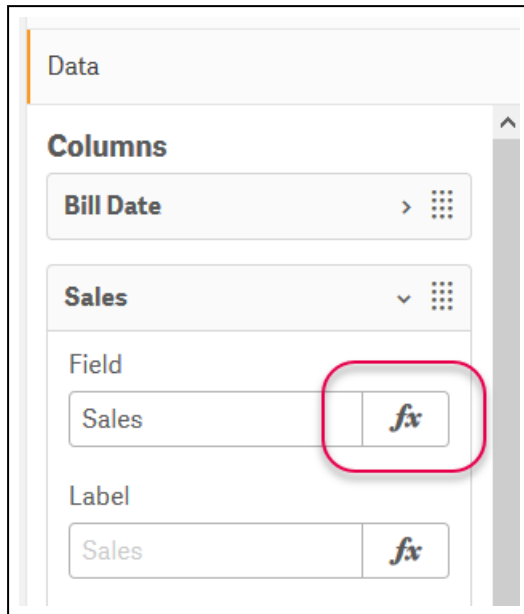 Data
Columns
Bill Date
Sales
Field
Sales fx
Label
Sales fx